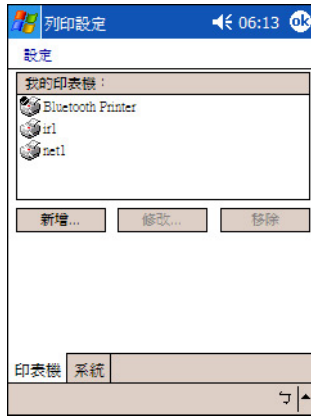 列印設定 06:13 ok
設定
我的印表機：
Bluetooth Printer
ir1
net1
新增... 修改... 移除
印表機 系統
ㄅ